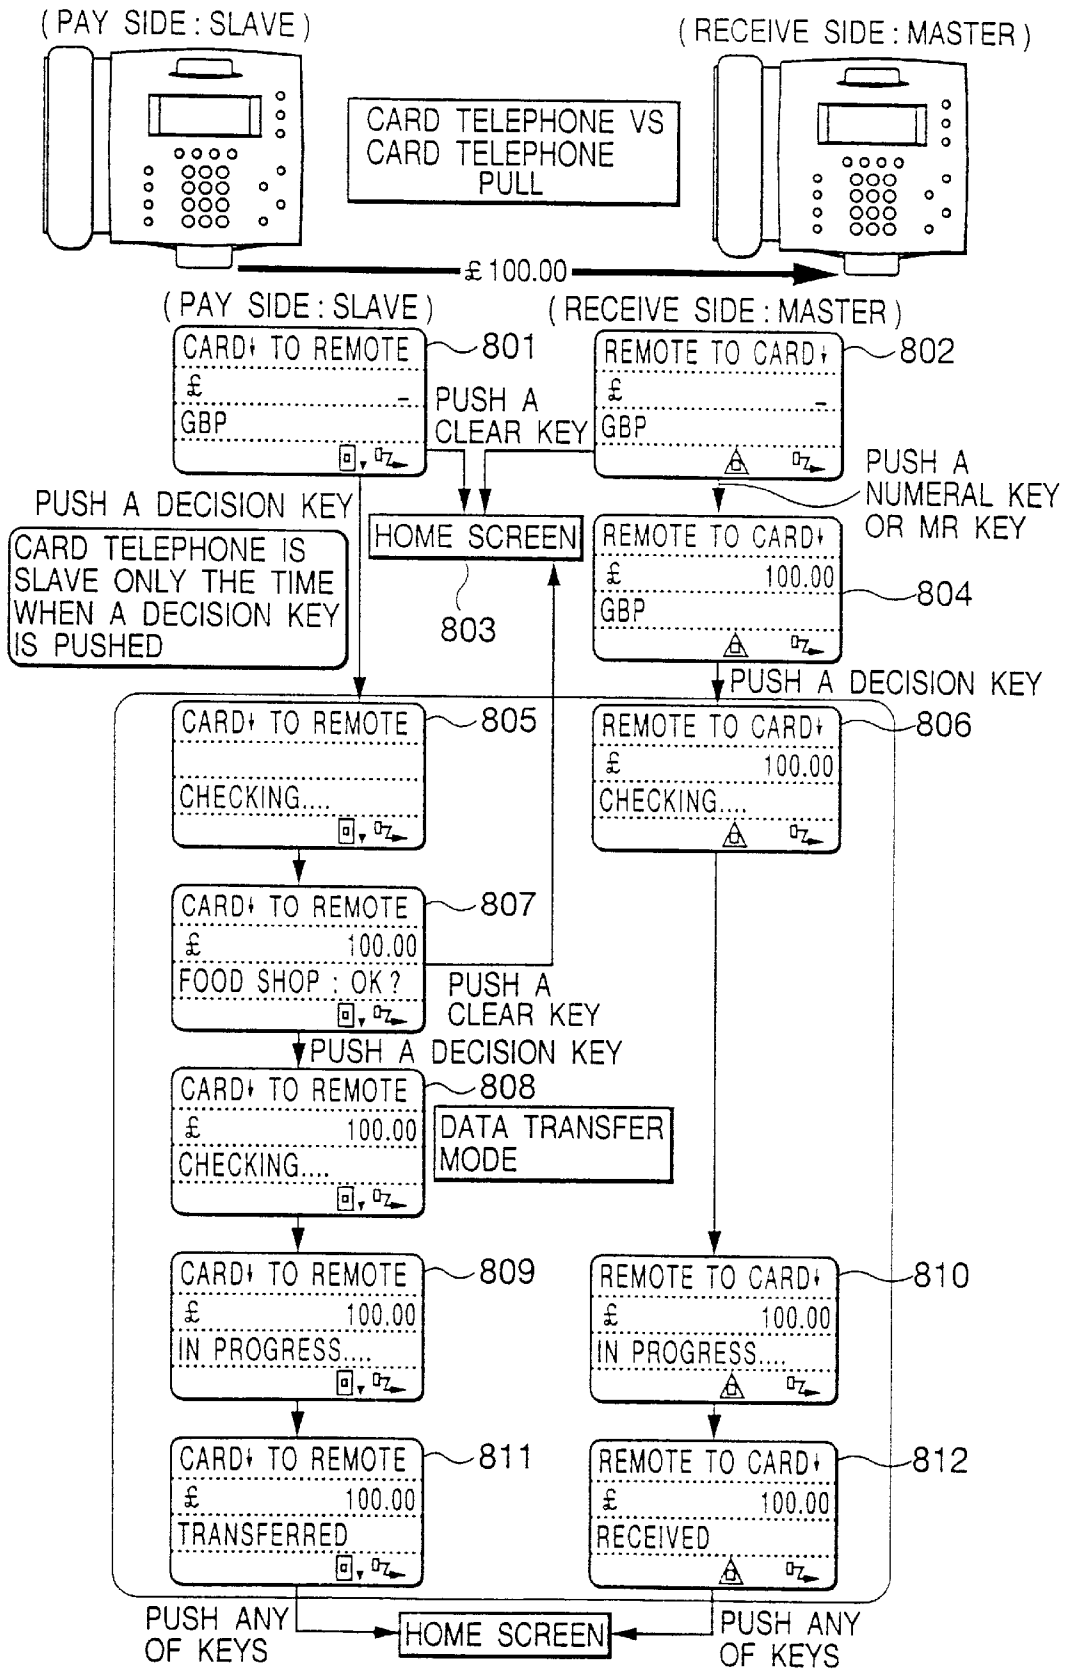 (PAY SIDE:SLAVE)
(RECEIVE SIDE:MASTER)
CARD TELEPHONE VS
CARD TELEPHONE
PULL
£100.00
(PAY SIDE:SLAVE)
(RECEIVE SIDE:MASTER)
CARD↓ TO REMOTE
£ _
GBP
801
REMOTE TO CARD↓
£ _
GBP
802
PUSH A
CLEAR KEY
PUSH A
NUMERAL KEY
OR MR KEY
PUSH A DECISION KEY
HOME SCREEN
803
CARD TELEPHONE IS
SLAVE ONLY THE TIME
WHEN A DECISION KEY
IS PUSHED
REMOTE TO CARD↓
£ 100.00
GBP
804
PUSH A DECISION KEY
CARD↓ TO REMOTE
CHECKING....
805
REMOTE TO CARD↓
£ 100.00
CHECKING....
806
CARD↓ TO REMOTE
£ 100.00
FOOD SHOP : OK?
807
PUSH A
CLEAR KEY
PUSH A DECISION KEY
CARD↓ TO REMOTE
£ 100.00
CHECKING....
808
DATA TRANSFER
MODE
CARD↓ TO REMOTE
£ 100.00
IN PROGRESS....
809
REMOTE TO CARD↓
£ 100.00
IN PROGRESS....
810
CARD↓ TO REMOTE
£ 100.00
TRANSFERRED
811
REMOTE TO CARD↓
£ 100.00
RECEIVED
812
PUSH ANY
OF KEYS
HOME SCREEN
PUSH ANY
OF KEYS